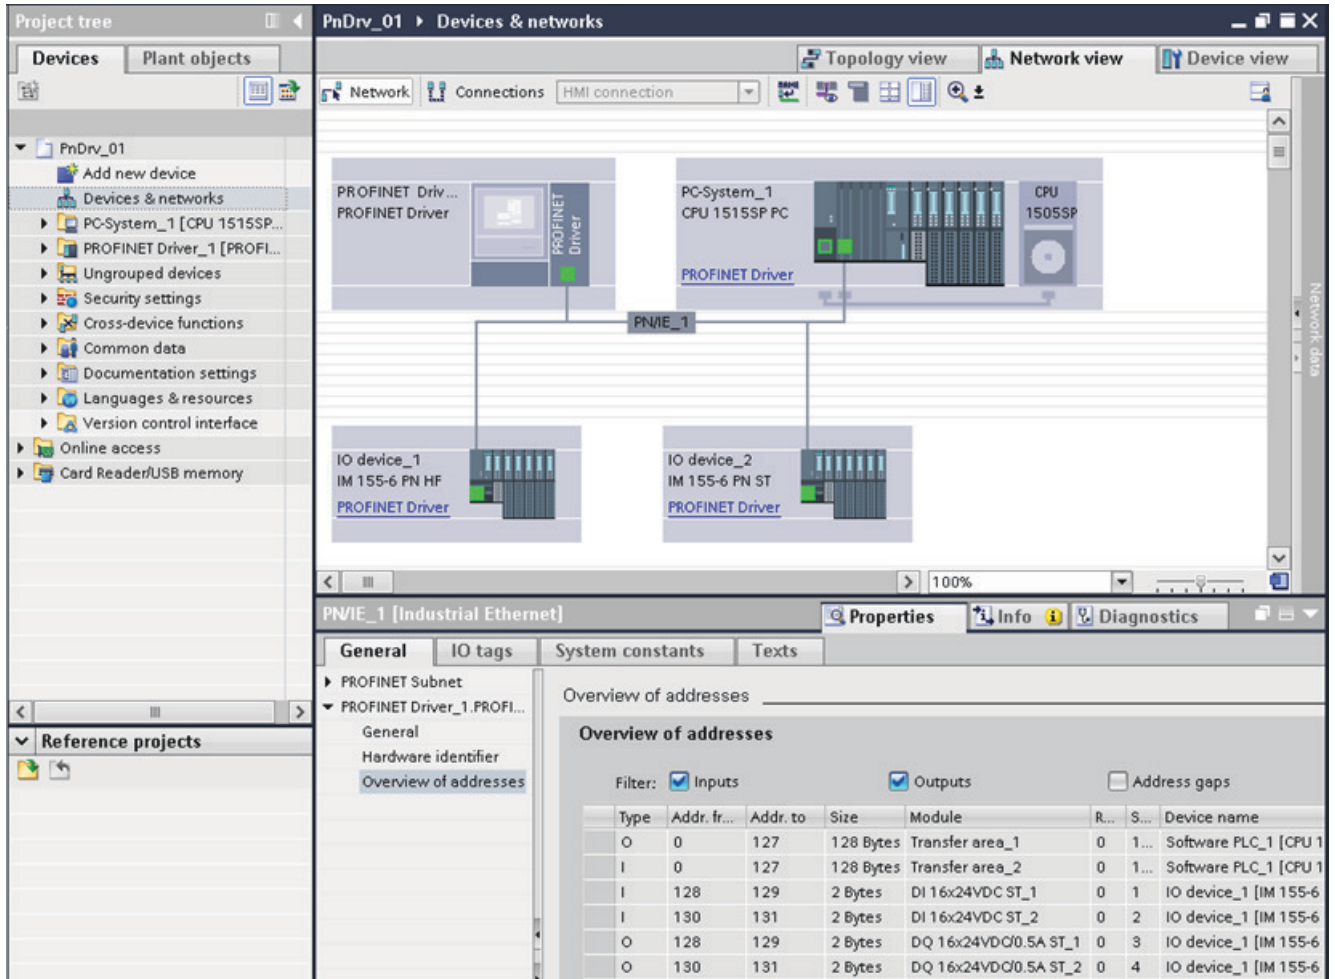 Project tree
Devices Plant objects
PnDrv_01
Add new device
Devices & networks
PC-System_1 [CPU 1515SP...
PROFINET Driver_1 [PROFI...
Ungrouped devices
Security settings
Cross-device functions
Common data
Documentation settings
Languages & resources
Version control interface
Online access
Card Reader/USB memory
Reference projects
PnDrv_01 Devices & networks
Topology view Network view Device view
Network Connections HMI connection
PROFINET Driv...
PROFINET Driver
PROFINET
Driver
PC-System_1
CPU 1515SP PC
PROFINET Driver
CPU
1505SP
PN/IE_1
IO device_1
IM 155-6 PN HF
PROFINET Driver
IO device_2
IM 155-6 PN ST
PROFINET Driver
Network data
100%
PN/IE_1 [Industrial Ethernet]
Properties Info Diagnostics
General IO tags System constants Texts
PROFINET Subnet
PROFINET Driver_1.PROFI...
General
Hardware identifier
Overview of addresses
Overview of addresses
Overview of addresses
Filter: Inputs Outputs Address gaps
Type Addr. fr... Addr. to Size Module R... S... Device name
O 0 127 128 Bytes Transfer area_1 0 1... Software PLC_1 [CPU 1
I 0 127 128 Bytes Transfer area_2 0 1... Software PLC_1 [CPU 1
I 128 129 2 Bytes DI 16x24VDC ST_1 0 1 IO device_1 [IM 155-6
I 130 131 2 Bytes DI 16x24VDC ST_2 0 2 IO device_1 [IM 155-6
O 128 129 2 Bytes DQ 16x24VDC/0.5A ST_1 0 3 IO device_1 [IM 155-6
O 130 131 2 Bytes DQ 16x24VDC/0.5A ST_2 0 4 IO device_1 [IM 155-6